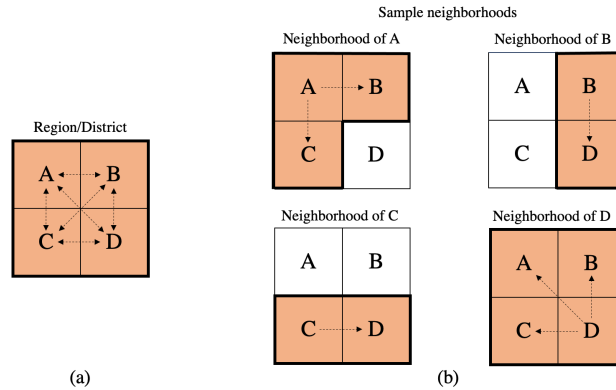 Sample neighborhoods
Neighborhood of A
Neighborhood of B
A B
C D
A B
C D
Region/District
A B
C D
Neighborhood of C
Neighborhood of D
A B
C D
A B
C D
(a)
(b)